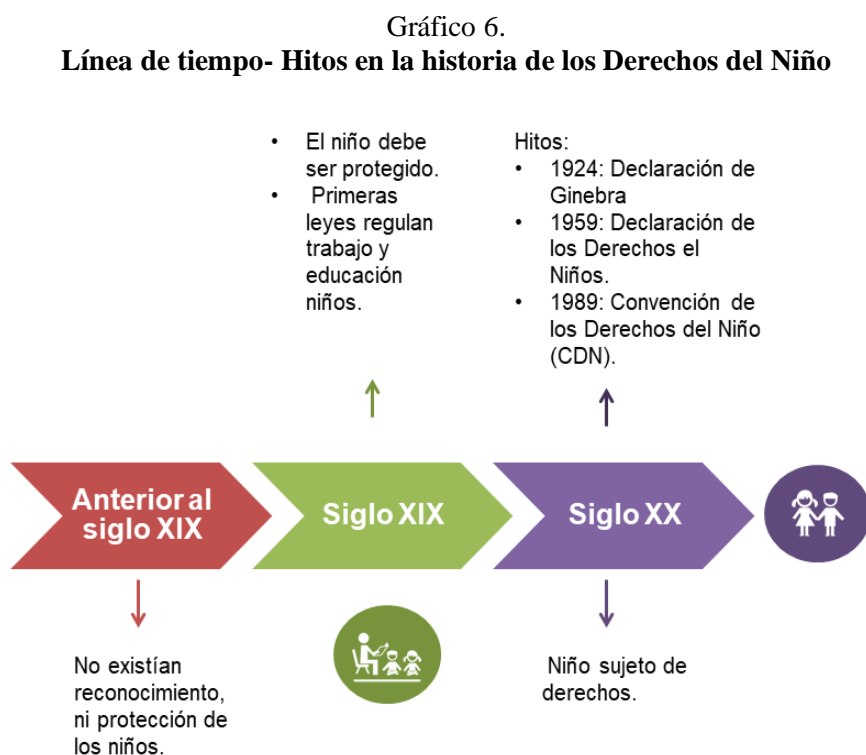 Gráfico 6.
Línea de tiempo- Hitos en la historia de los Derechos del Niño
• El niño debe
ser protegido.
• Primeras
leyes regulan
trabajo y
educación
niños.
Hitos:
• 1924: Declaración de
Ginebra
• 1959: Declaración de
los Derechos el
Niños.
• 1989: Convención de
los Derechos del Niño
(CDN).
Anterior al
siglo XIX
Siglo XIX
Siglo XX
No existían
reconocimiento,
ni protección de
los niños.
Niño sujeto de
derechos.